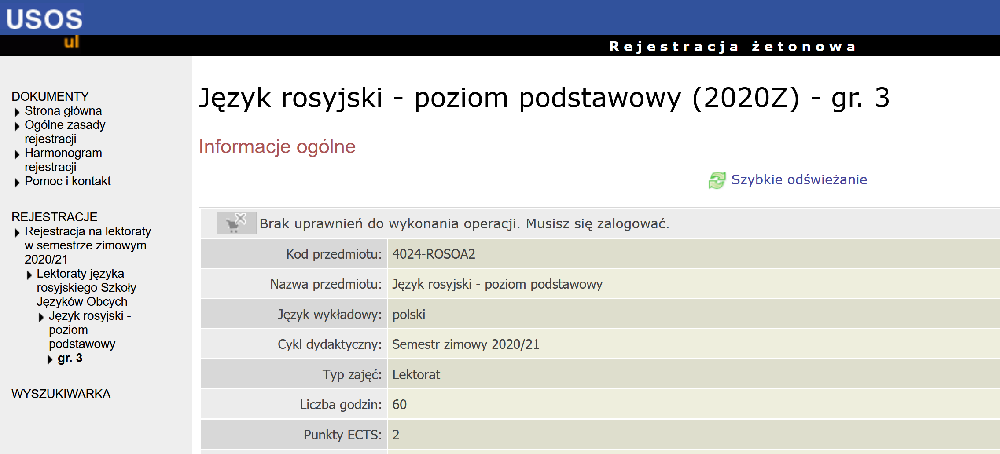 USOS
ul
Rejestracja żetonowa
DOKUMENTY
Strona główna
Ogólne zasady
rejestracji
Harmonogram
rejestracji
Pomoc i kontakt
REJESTRACJE
Rejestracja na lektoraty
w semestrze zimowym
2020/21
Lektoraty języka
rosyjskiego Szkoły
Języków Obcych
Język rosyjski -
poziom
podstawowy
gr. 3
WYSZUKIWARKA
Język rosyjski - poziom podstawowy (2020Z) - gr. 3
Informacje ogólne
Szybkie odświeżanie
Brak uprawnień do wykonania operacji. Musisz się zalogować.
Kod przedmiotu: 4024-ROSOA2
Nazwa przedmiotu: Język rosyjski - poziom podstawowy
Język wykładowy: polski
Cykl dydaktyczny: Semestr zimowy 2020/21
Typ zajęć: Lektorat
Liczba godzin: 60
Punkty ECTS: 2